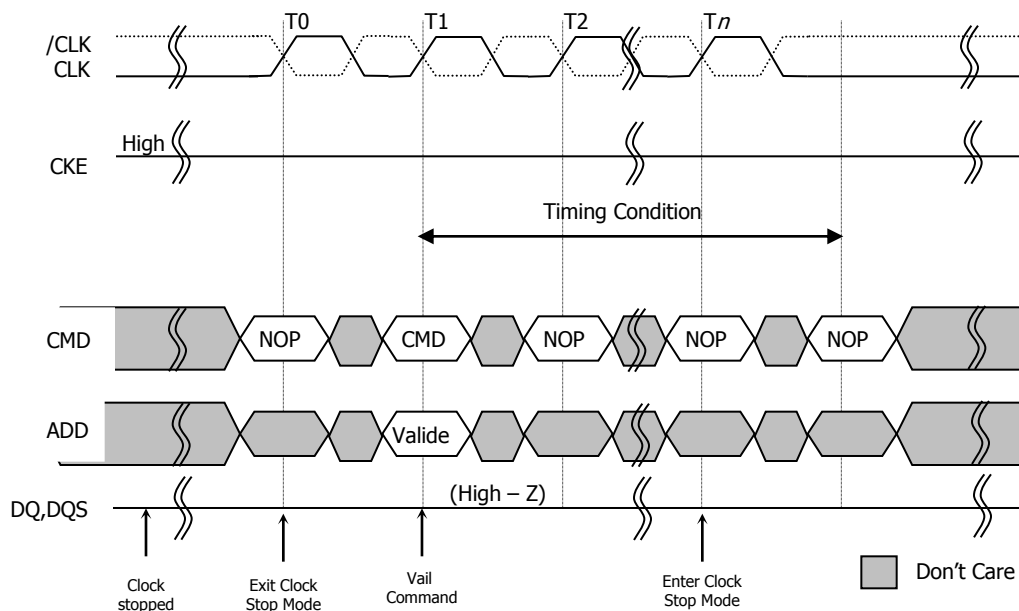 T0 T1 T2 Tn
/CLK
CLK
High
CKE
Timing Condition
CMD NOP CMD NOP NOP NOP
ADD Valide
(High – Z)
DQ,DQS
Clock
stopped
Exit Clock
Stop Mode
Vail
Command
Enter Clock
Stop Mode
Don't Care